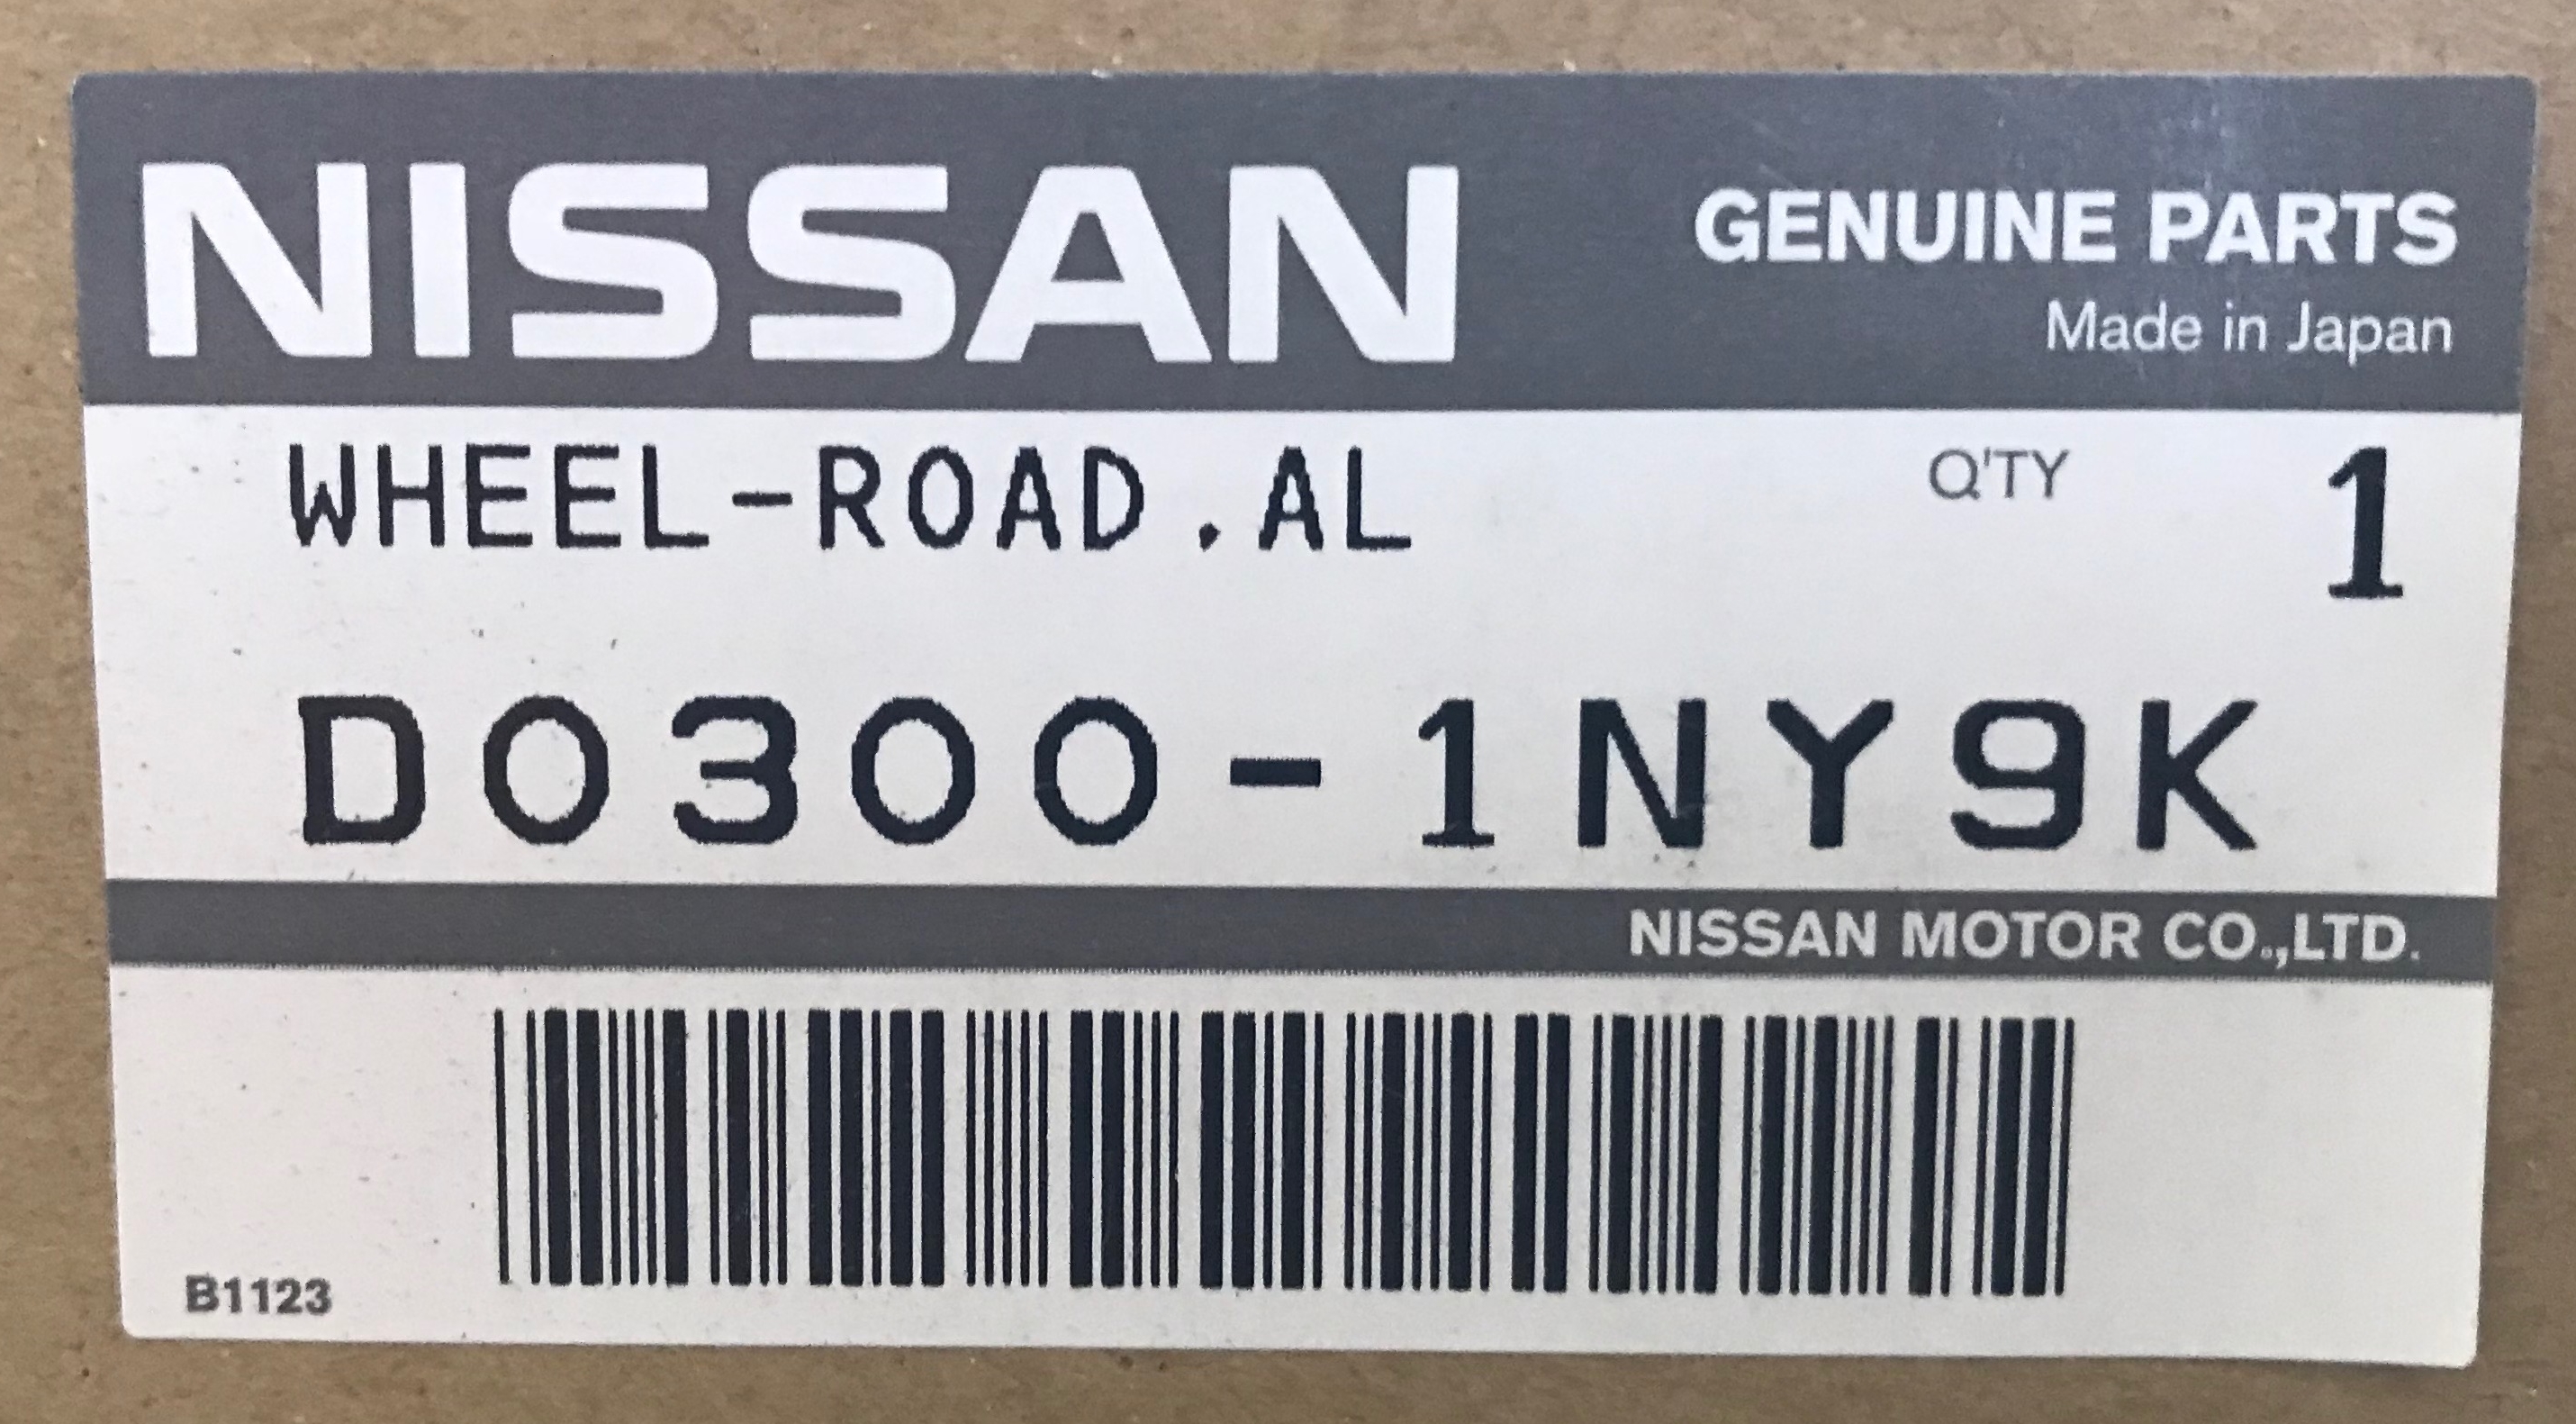 NISSAN
GENUINE PARTS
Made in Japan
WHEEL-ROAD.AL
Q'TY 1
D0300-1NY9K
NISSAN MOTOR CO.,LTD.
B1123